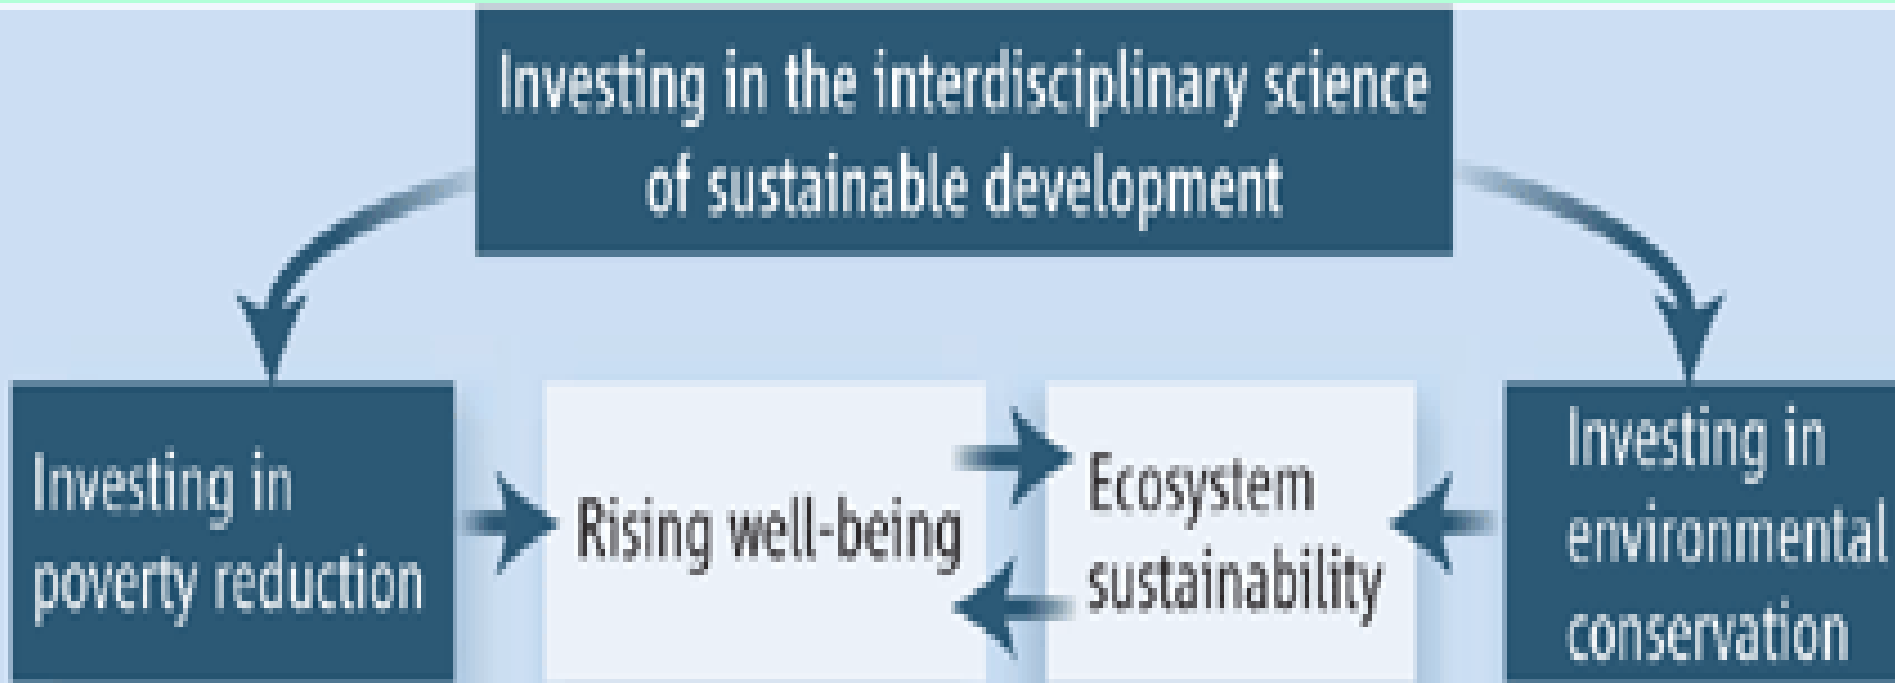 Investing in the interdisciplinary science
of sustainable development
Investing in
poverty reduction
Rising well-being
Ecosystem
sustainability
Investing in
environmental
conservation